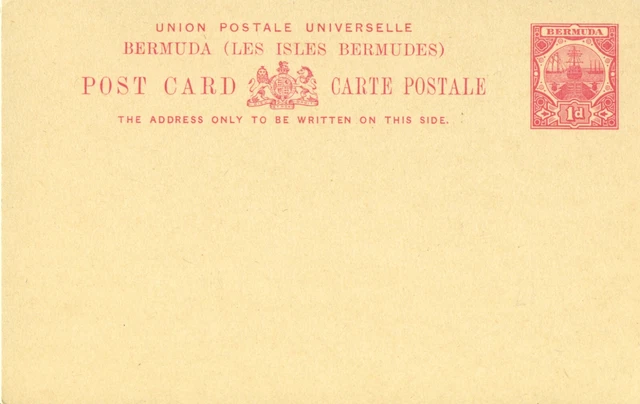 UNION POSTALE UNIVERSELLE
BERMUDA (LES ISLES BERMUDES)
POST CARD CARTE POSTALE
THE ADDRESS ONLY TO BE WRITTEN ON THIS SIDE.
BERMUDA
1d